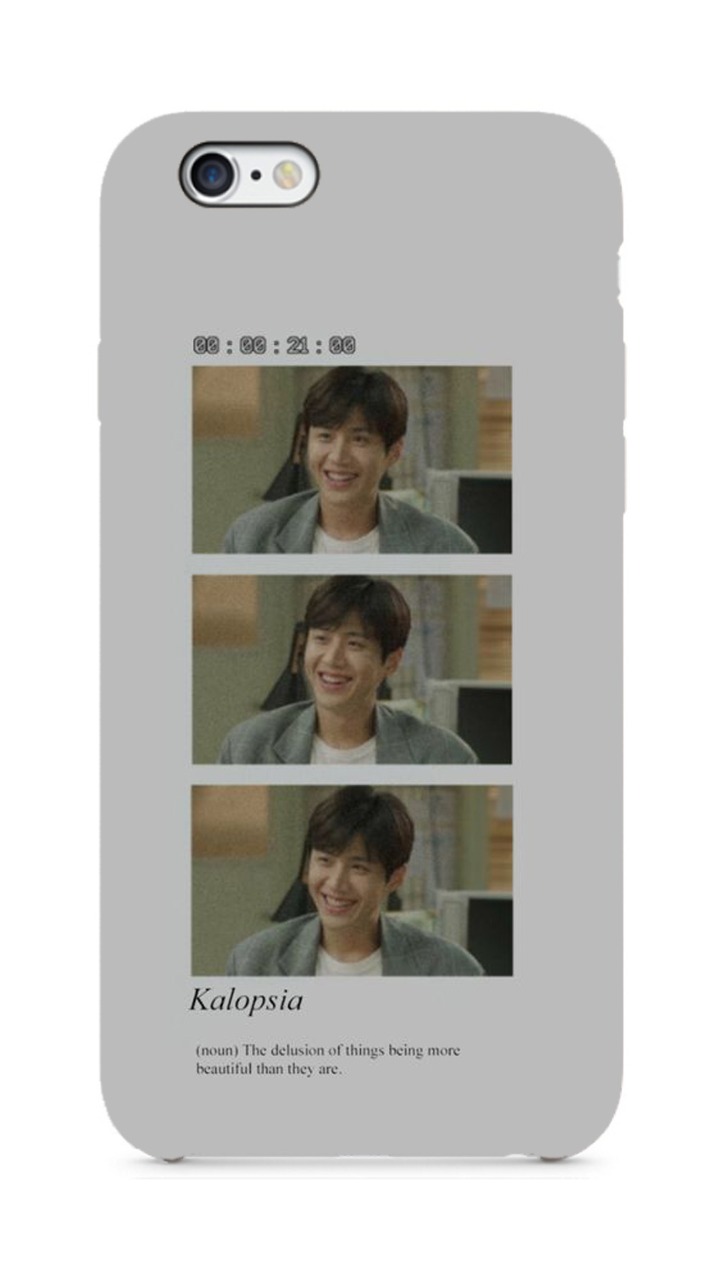 00:00:21:00
Kalopsia
(noun) The delusion of things being more
beautiful than they are.